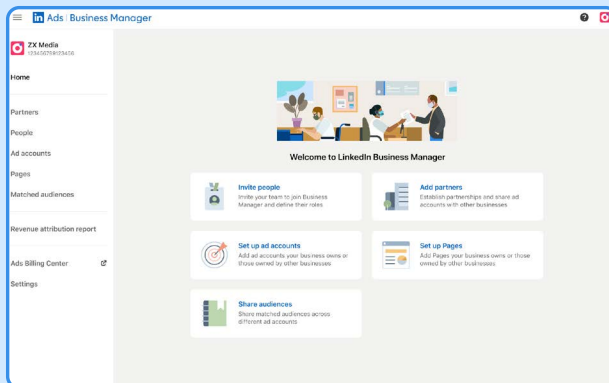 in Ads | Business Manager
ZX Media
Home
Partners
People
Ad accounts
Pages
Matched audiences
Revenue attribution report
Ads Billing Center
Settings
Welcome to LinkedIn Business Manager
Invite people
Invite your team to join Business
Manager and define their roles
Add partners
Establish partnerships and share ad
accounts with other businesses
Set up ad accounts
Add ad accounts your business owns or
those owned by other businesses
Set up Pages
Add Pages your business owns or those
owned by other businesses
Share audiences
Share matched audiences across
different ad accounts